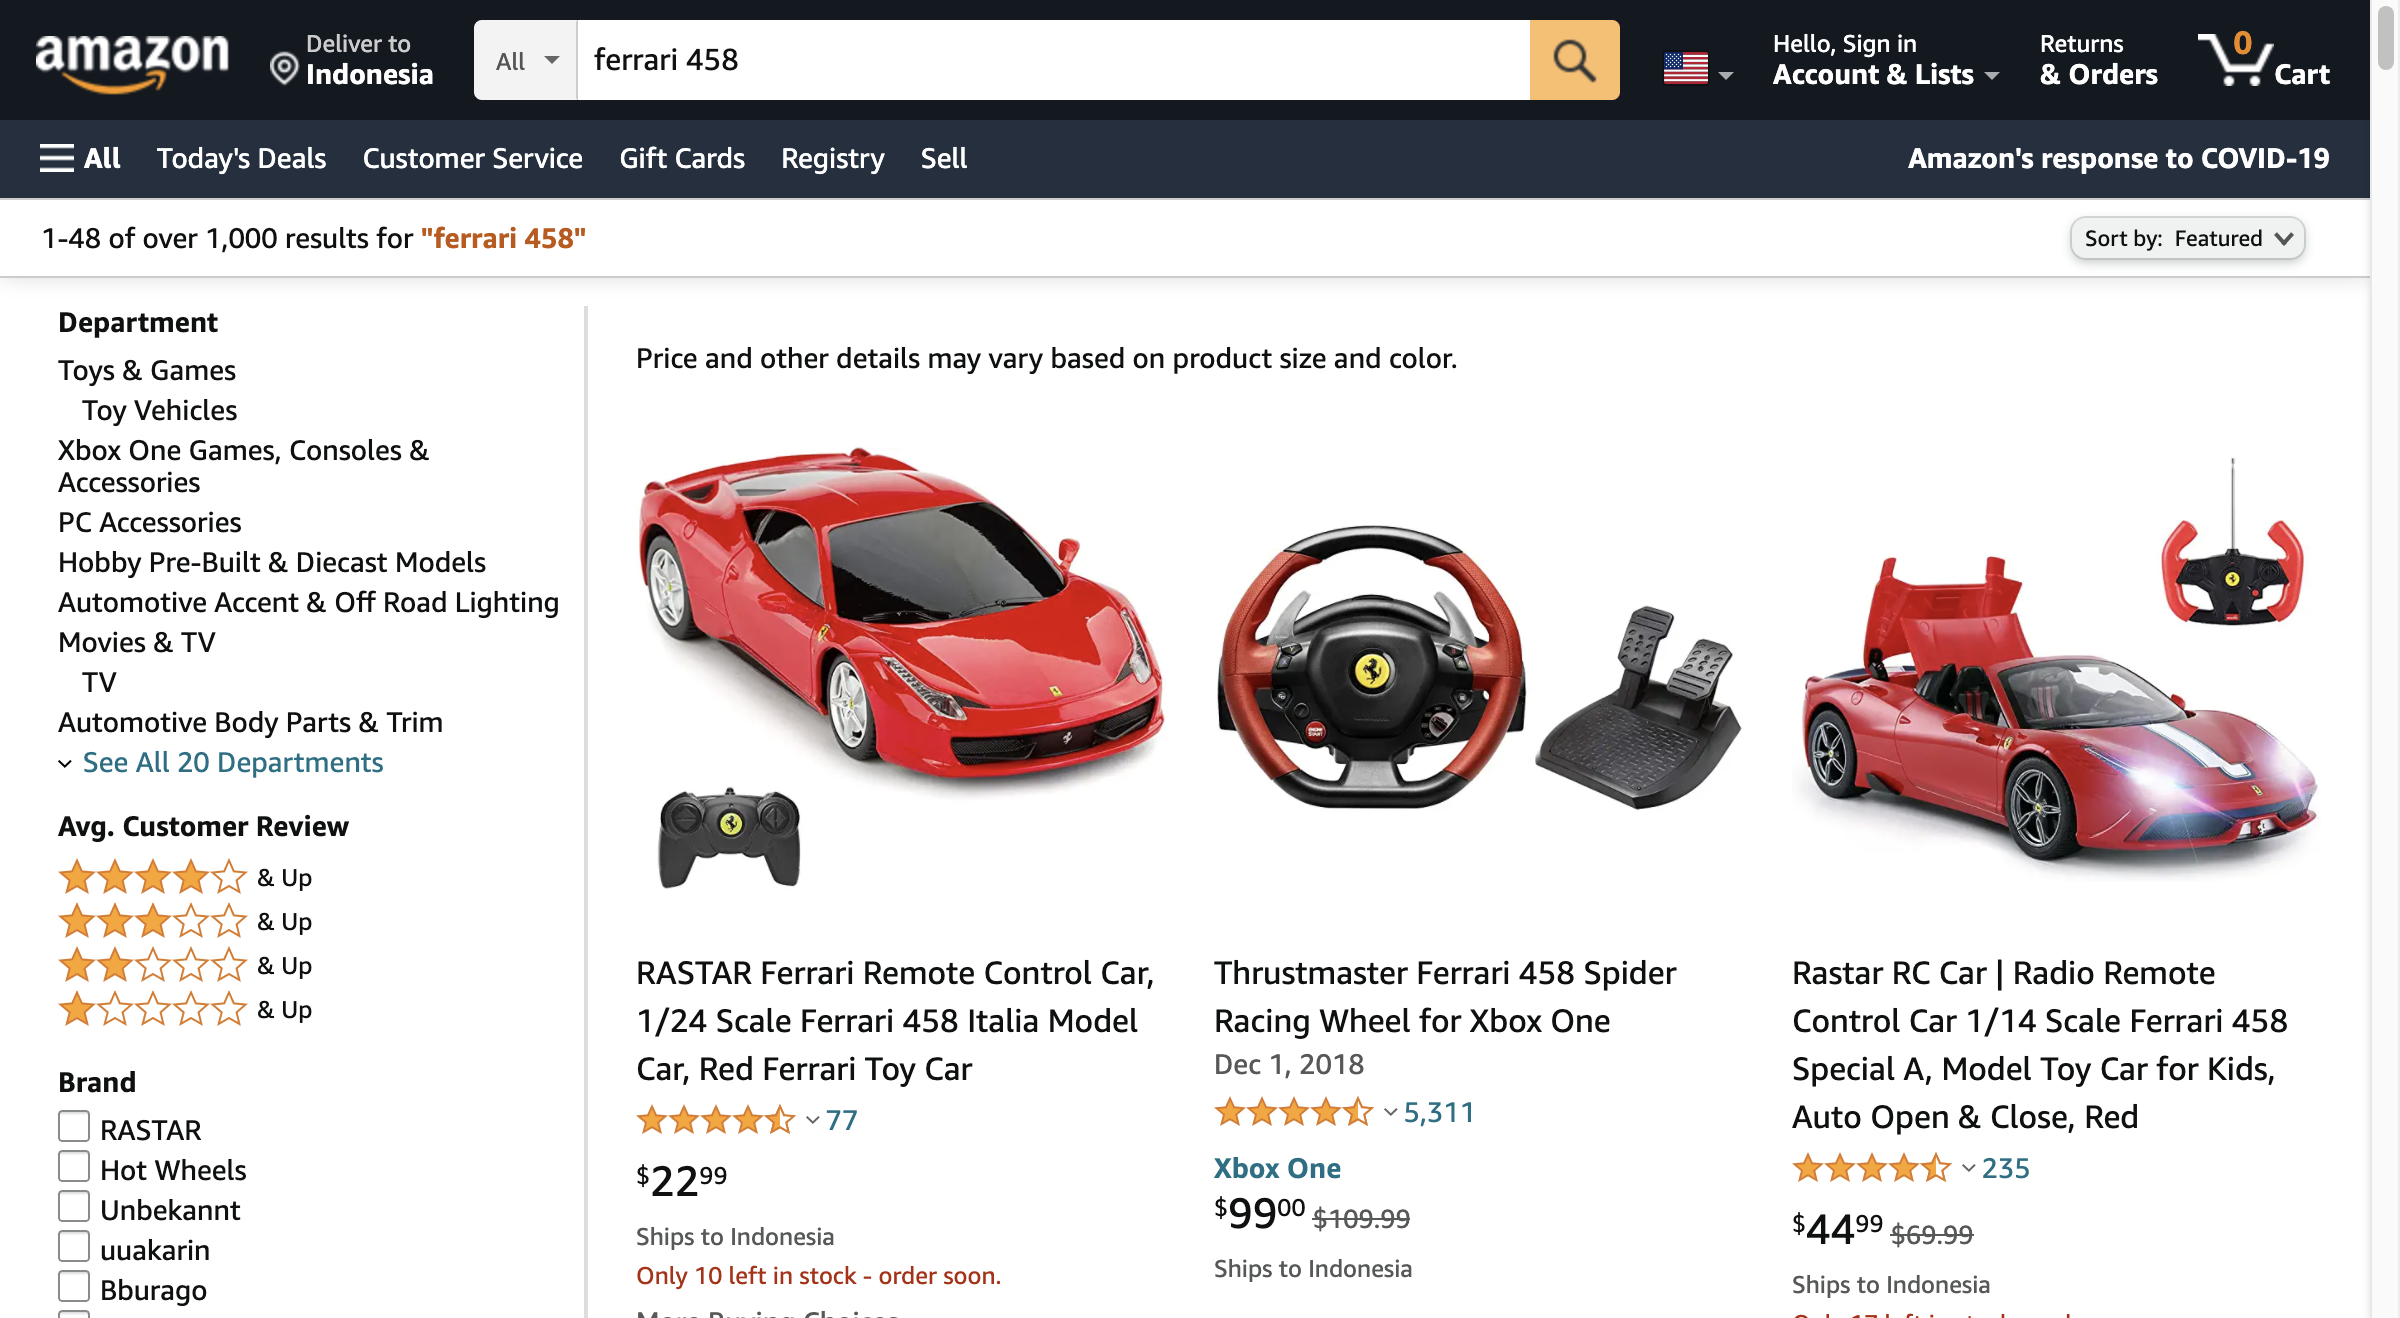 amazon
Deliver to
Indonesia
All
ferrari 458
Hello, Sign in
Account & Lists
Returns
& Orders
0
Cart
All
Today's Deals
Customer Service
Gift Cards
Registry
Sell
Amazon's response to COVID-19
1-48 of over 1,000 results for "ferrari 458"
Sort by: Featured
Department
Toys & Games
Toy Vehicles
Xbox One Games, Consoles &
Accessories
PC Accessories
Hobby Pre-Built & Diecast Models
Automotive Accent & Off Road Lighting
Movies & TV
TV
Automotive Body Parts & Trim
See All 20 Departments
Avg. Customer Review
& Up
& Up
& Up
& Up
Brand
RASTAR
Hot Wheels
Unbekannt
uuakarin
Bburago
Price and other details may vary based on product size and color.
RASTAR Ferrari Remote Control Car,
1/24 Scale Ferrari 458 Italia Model
Car, Red Ferrari Toy Car
77
$2299
Ships to Indonesia
Only 10 left in stock - order soon.
More Buying Choices
Thrustmaster Ferrari 458 Spider
Racing Wheel for Xbox One
Dec 1, 2018
5,311
Xbox One
$9900 $109.99
Ships to Indonesia
Rastar RC Car | Radio Remote
Control Car 1/14 Scale Ferrari 458
Special A, Model Toy Car for Kids,
Auto Open & Close, Red
235
$4499 $69.99
Ships to Indonesia